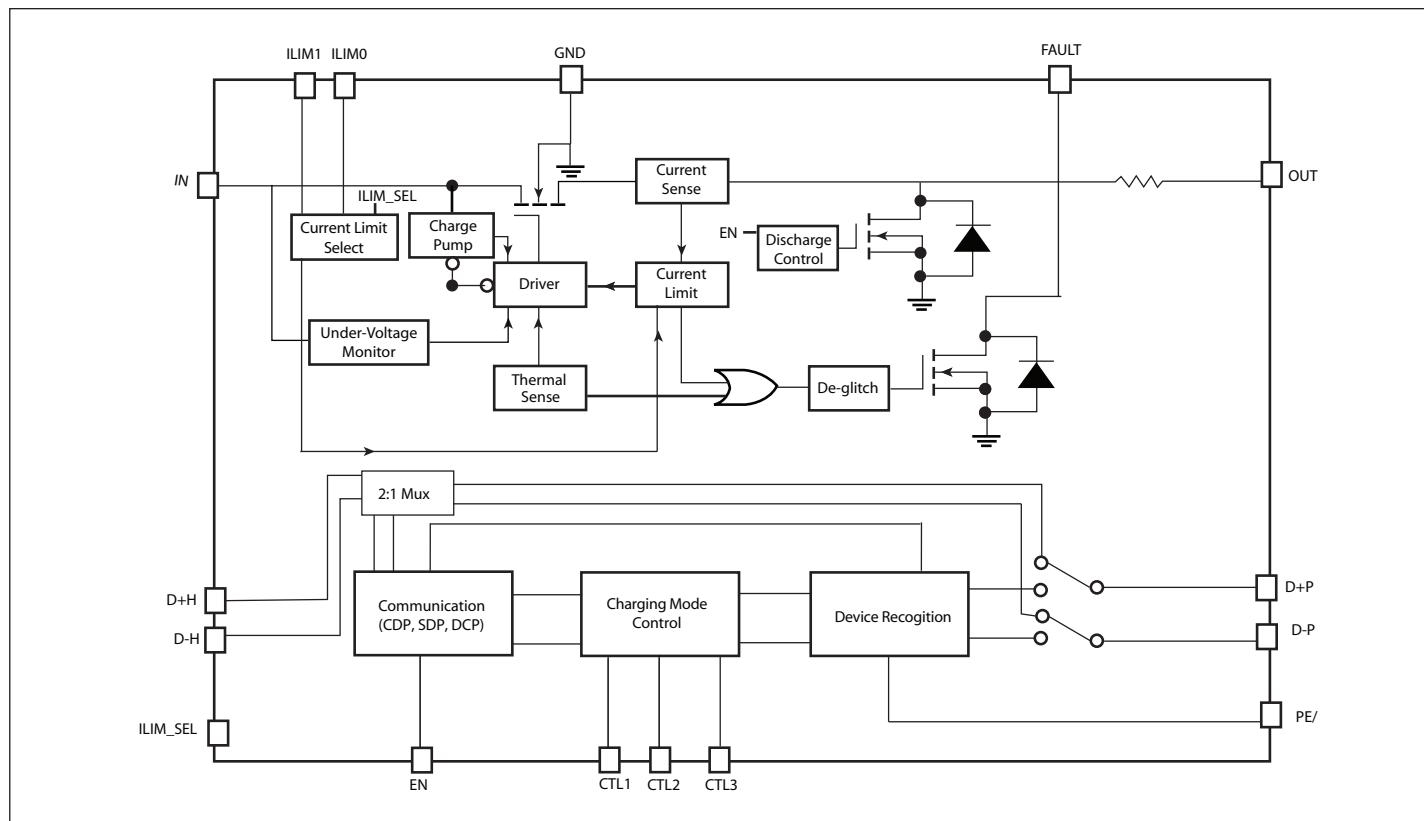 ILIM1 ILIM0
GND
FAULT
IN
OUT
ILIM_SEL
Current Limit
Select
Charge
Pump
Current
Sense
EN
Discharge
Control
Driver
Current
Limit
Under-Voltage
Monitor
Thermal
Sense
De-glitch
2:1 Mux
D+H
D-H
Communication
(CDP, SDP, DCP)
Charging Mode
Control
Device Recogition
D+P
D-P
ILIM_SEL
PE/
EN
CTL1
CTL2
CTL3